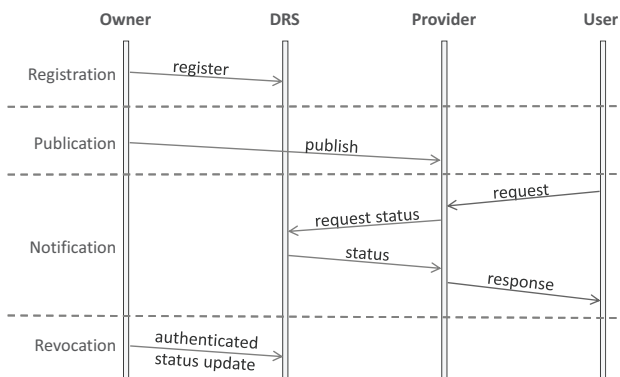 Owner DRS Provider User
Registration register
Publication publish
request
request status
Notification status
response
Revocation authenticated
status update